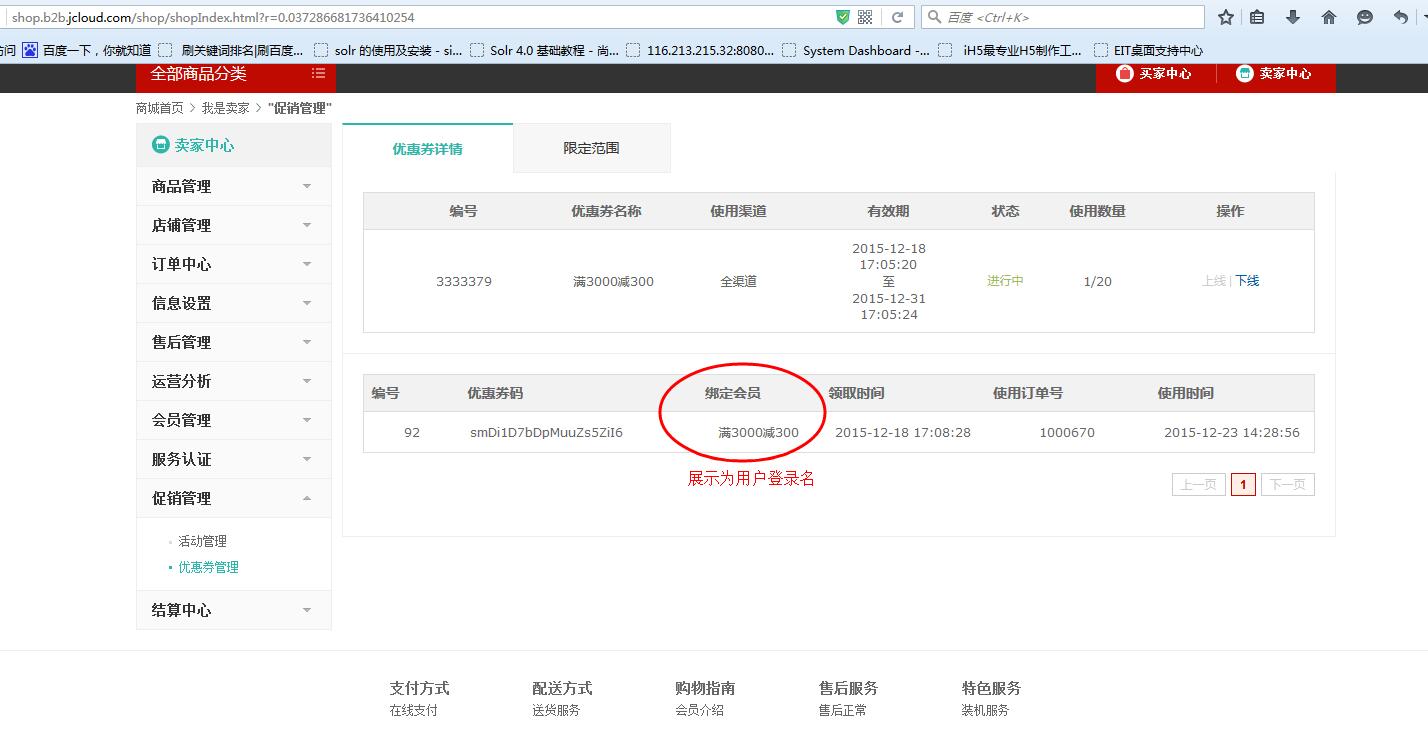 shop.b2b.jcloud.com/shop/shopIndex.html?r=0.037286681736410254
百度 <Ctrl+K>
访问 百度一下，你就知道 刷关键词排名|刷百度... solr 的使用及安装 - si... Solr 4.0 基础教程 - 尚... 116.213.215.32:8080... System Dashboard -... iH5最专业H5制作工... EIT桌面支持中心
全部商品分类 买家中心 卖家中心
商城首页 > 我是卖家 > "促销管理"
卖家中心
商品管理
店铺管理
订单中心
信息设置
售后管理
运营分析
会员管理
服务认证
促销管理
活动管理
优惠券管理
结算中心
优惠券详情 限定范围
编号 优惠券名称 使用渠道 有效期 状态 使用数量 操作
3333379 满3000减300 全渠道 2015-12-18
17:05:20
至
2015-12-31
17:05:24
进行中 1/20 上线 | 下线
编号 优惠券码 绑定会员 领取时间 使用订单号 使用时间
92 smDi1D7bDpMuuZs5ZiI6 满3000减300 2015-12-18 17:08:28 1000670 2015-12-23 14:28:56
展示为用户登录名
上一页 1 下一页
支付方式 配送方式 购物指南 售后服务 特色服务
在线支付 送货服务 会员介绍 售后正常 装机服务